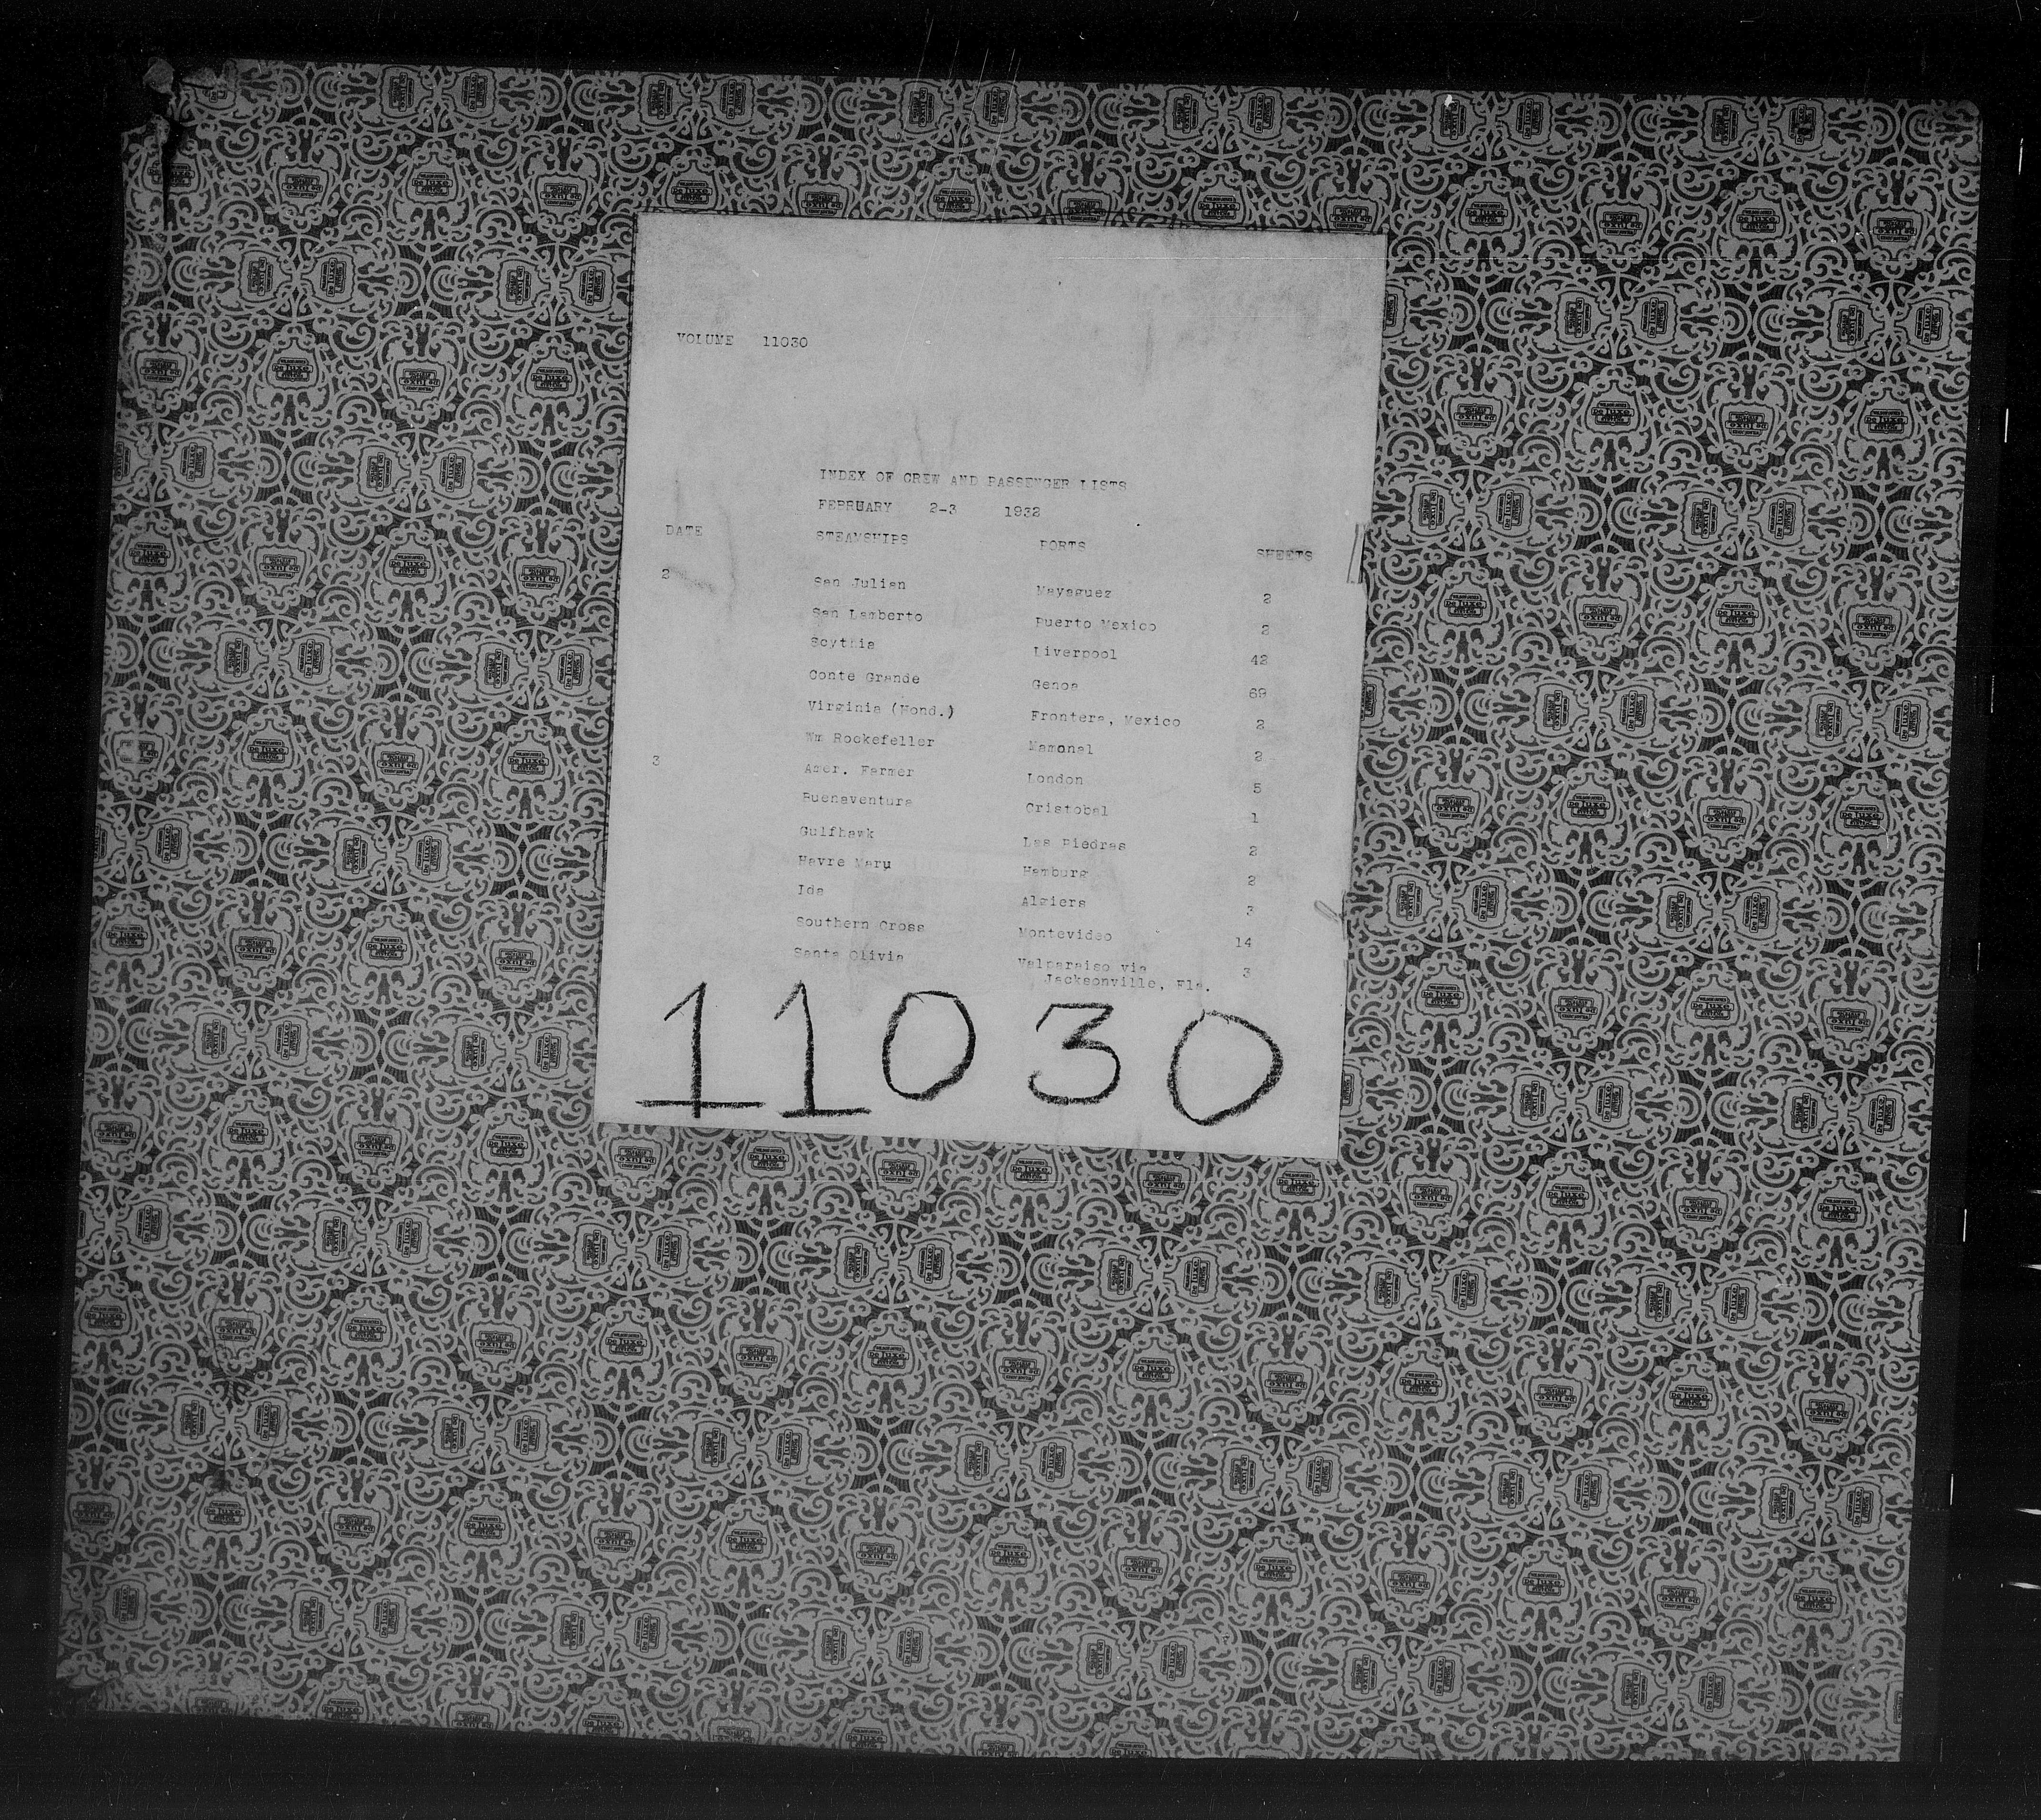 VOLUME 11030
INDEX OF CREW AND PASSENGER LISTS
FEBRUARY 2-3 1932
DATE STEAMSHIPS PORTS SHEETS
2 San Julian Mayaguez 2
San Lamberto Puerto Mexico 2
Scythia Liverpool 42
Conte Grande Genoa 69
Virginia (Hond.) Frontera, Mexico 2
Wm Rockefeller Mamonal 2
3 Amer. Farmer London 5
Buenaventura Cristobal 1
Gulfhawk Las Piedras 2
Havre Maru Hamburg 2
Ida Algiers 3
Southern Cross Montevideo 14
Santa Olivia Valparaiso via 3
Jacksonville, Fla.
11030